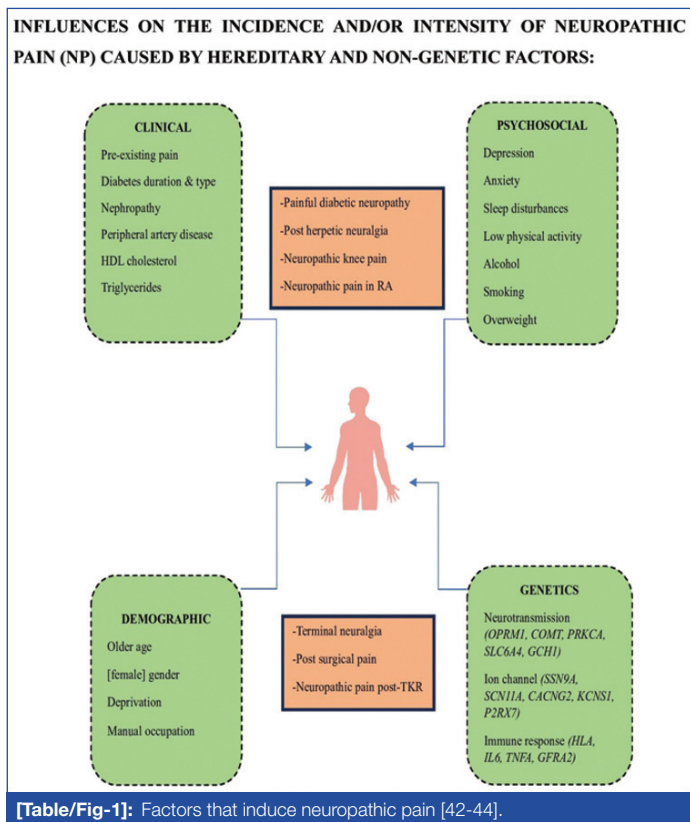 INFLUENCES ON THE INCIDENCE AND/OR INTENSITY OF NEUROPATHIC
PAIN (NP) CAUSED BY HEREDITARY AND NON-GENETIC FACTORS:
CLINICAL
Pre-existing pain
Diabetes duration & type
Nephropathy
Peripheral artery disease
HDL cholesterol
Triglycerides
-Painful diabetic neuropathy
-Post herpetic neuralgia
-Neuropathic knee pain
-Neuropathic pain in RA
PSYCHOSOCIAL
Depression
Anxiety
Sleep disturbances
Low physical activity
Alcohol
Smoking
Overweight
DEMOGRAPHIC
Older age
[female] gender
Deprivation
Manual occupation
-Terminal neuralgia
-Post surgical pain
-Neuropathic pain post-TKR
GENETICS
Neurotransmission
(OPRM1, COMT, PRKCA,
SLC6A4, GCH1)
Ion channel (SSN9A,
SCN11A, CACNG2, KCNS1,
P2RX7)
Immune response (HLA,
IL6, TNFA, GFRA2)
[Table/Fig-1]: Factors that induce neuropathic pain [42-44].